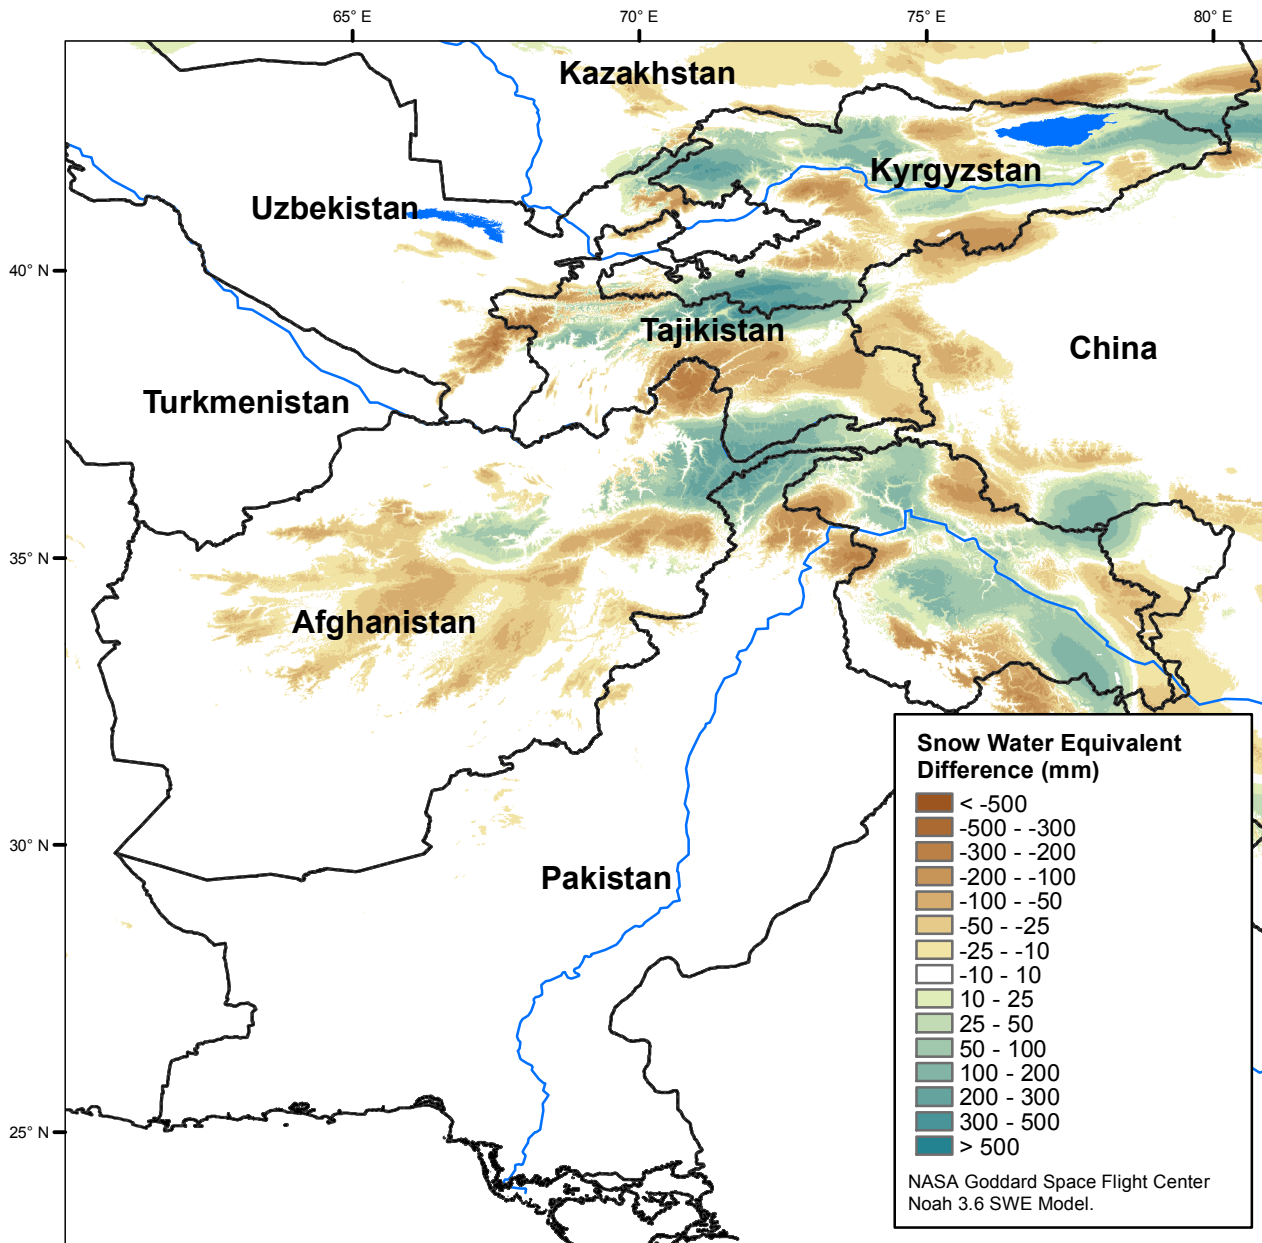 65° E
70° E
75° E
80° E
Kazakhstan
Kyrgyzstan
Uzbekistan
40° N
Tajikistan
China
Turkmenistan
35° N
Afghanistan
30° N
Pakistan
25° N
Snow Water Equivalent
Difference (mm)
< -500
-500 - -300
-300 - -200
-200 - -100
-100 - -50
-50 - -25
-25 - -10
-10 - 10
10 - 25
25 - 50
50 - 100
100 - 200
200 - 300
300 - 500
> 500
NASA Goddard Space Flight Center
Noah 3.6 SWE Model.